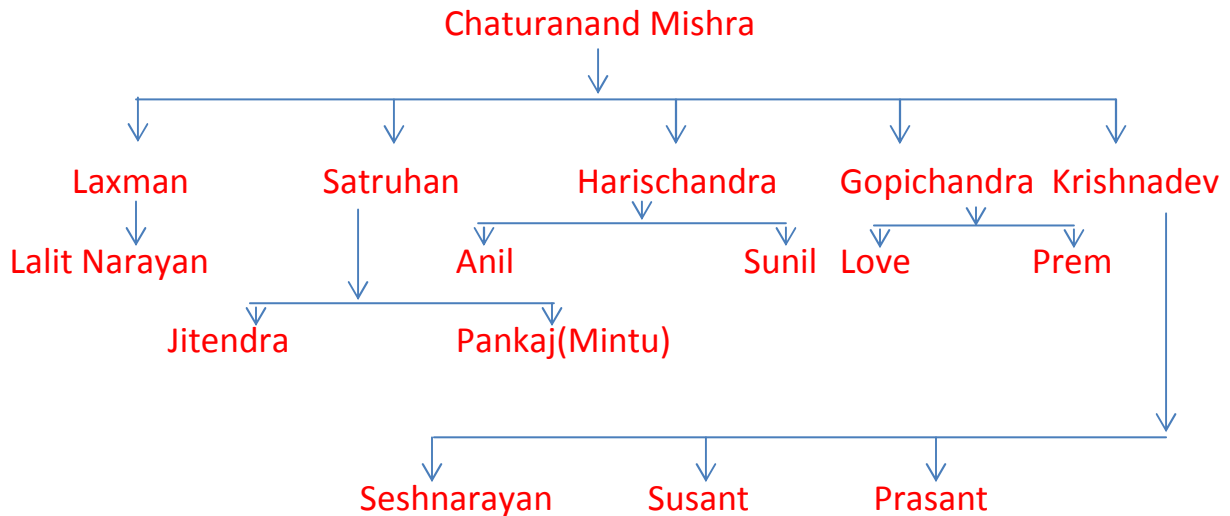 Chaturanand Mishra
Laxman Satruhan Harischandra Gopichandra Krishnadev
Lalit Narayan Anil Sunil Love Prem
Jitendra Pankaj(Mintu)
Seshnarayan Susant Prasant